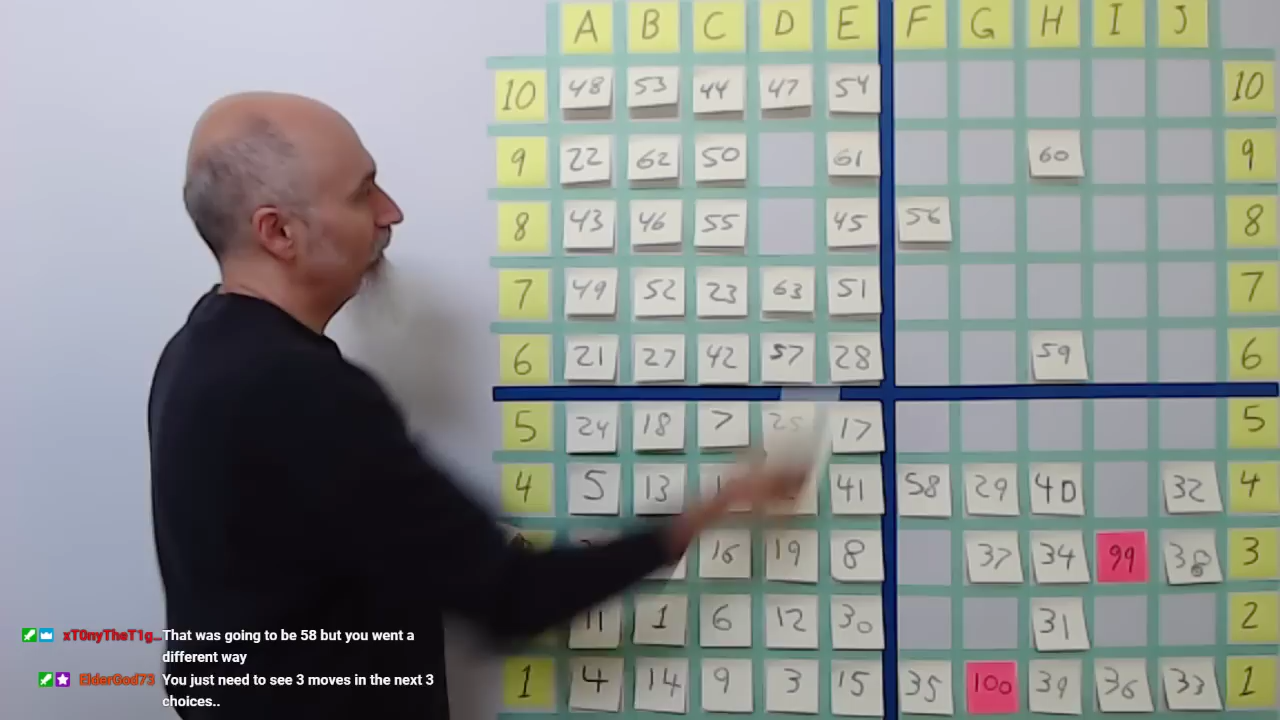 A B C D E F G H I J
10 48 53 44 47 54 10
9 22 62 50 61 60 9
8 43 46 55 45 56 8
7 49 52 23 63 51 7
6 21 27 42 57 28 59 6
5 24 18 7 25 17 5
4 5 13 41 58 29 40 32 4
16 19 8 37 34 99 38 3
11 1 6 12 30 31 2
1 4 14 9 3 15 35 100 39 36 33 1
xT0nyTheT1g… That was going to be 58 but you went a
different way
ElderGod73 You just need to see 3 moves in the next 3
choices..